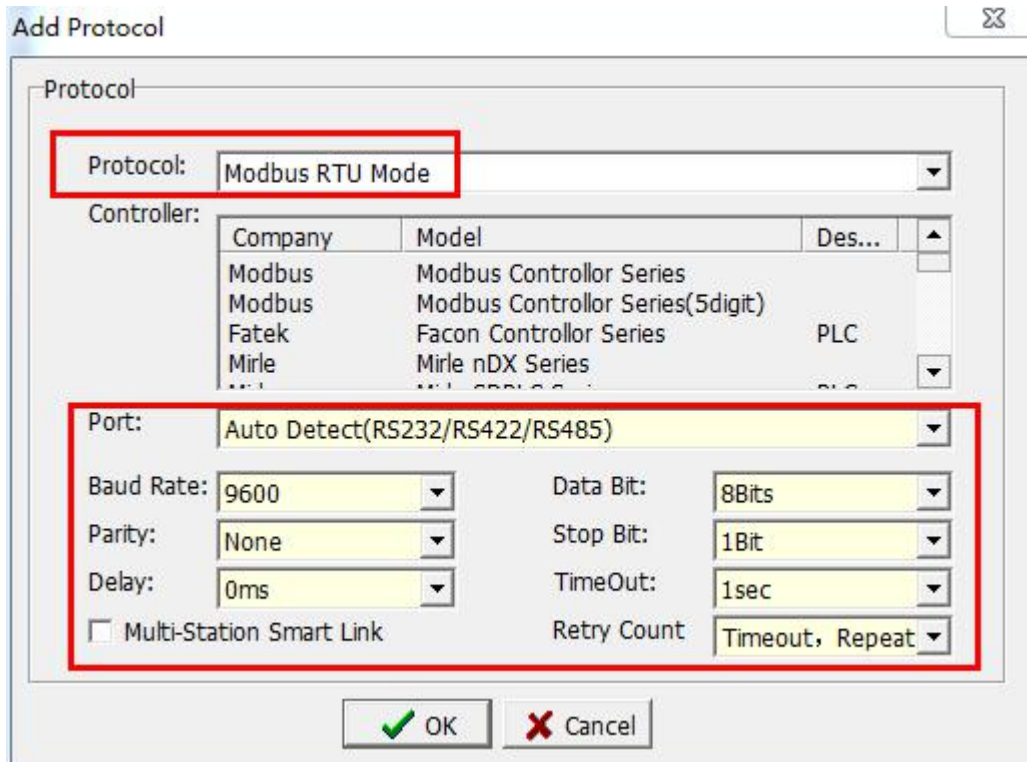 Add Protocol
Protocol
Protocol: Modbus RTU Mode
Controller:
Company Model Des...
Modbus Modbus Controllor Series
Modbus Modbus Controllor Series(5digit)
Fatek Facon Controllor Series PLC
Mirle Mirle nDX Series
Port: Auto Detect(RS232/RS422/RS485)
Baud Rate: 9600 Data Bit: 8Bits
Parity: None Stop Bit: 1Bit
Delay: 0ms TimeOut: 1sec
Multi-Station Smart Link Retry Count Timeout，Repeat
OK Cancel